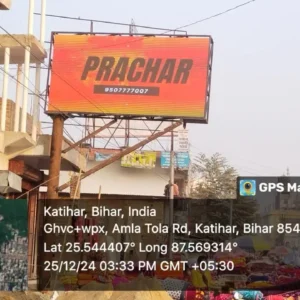 PRACHAR
9507777007
GPS Ma
Katihar, Bihar, India
Ghvc+wpx, Amla Tola Rd, Katihar, Bihar 854
Lat 25.544407° Long 87.569314°
25/12/24 03:33 PM GMT +05:30